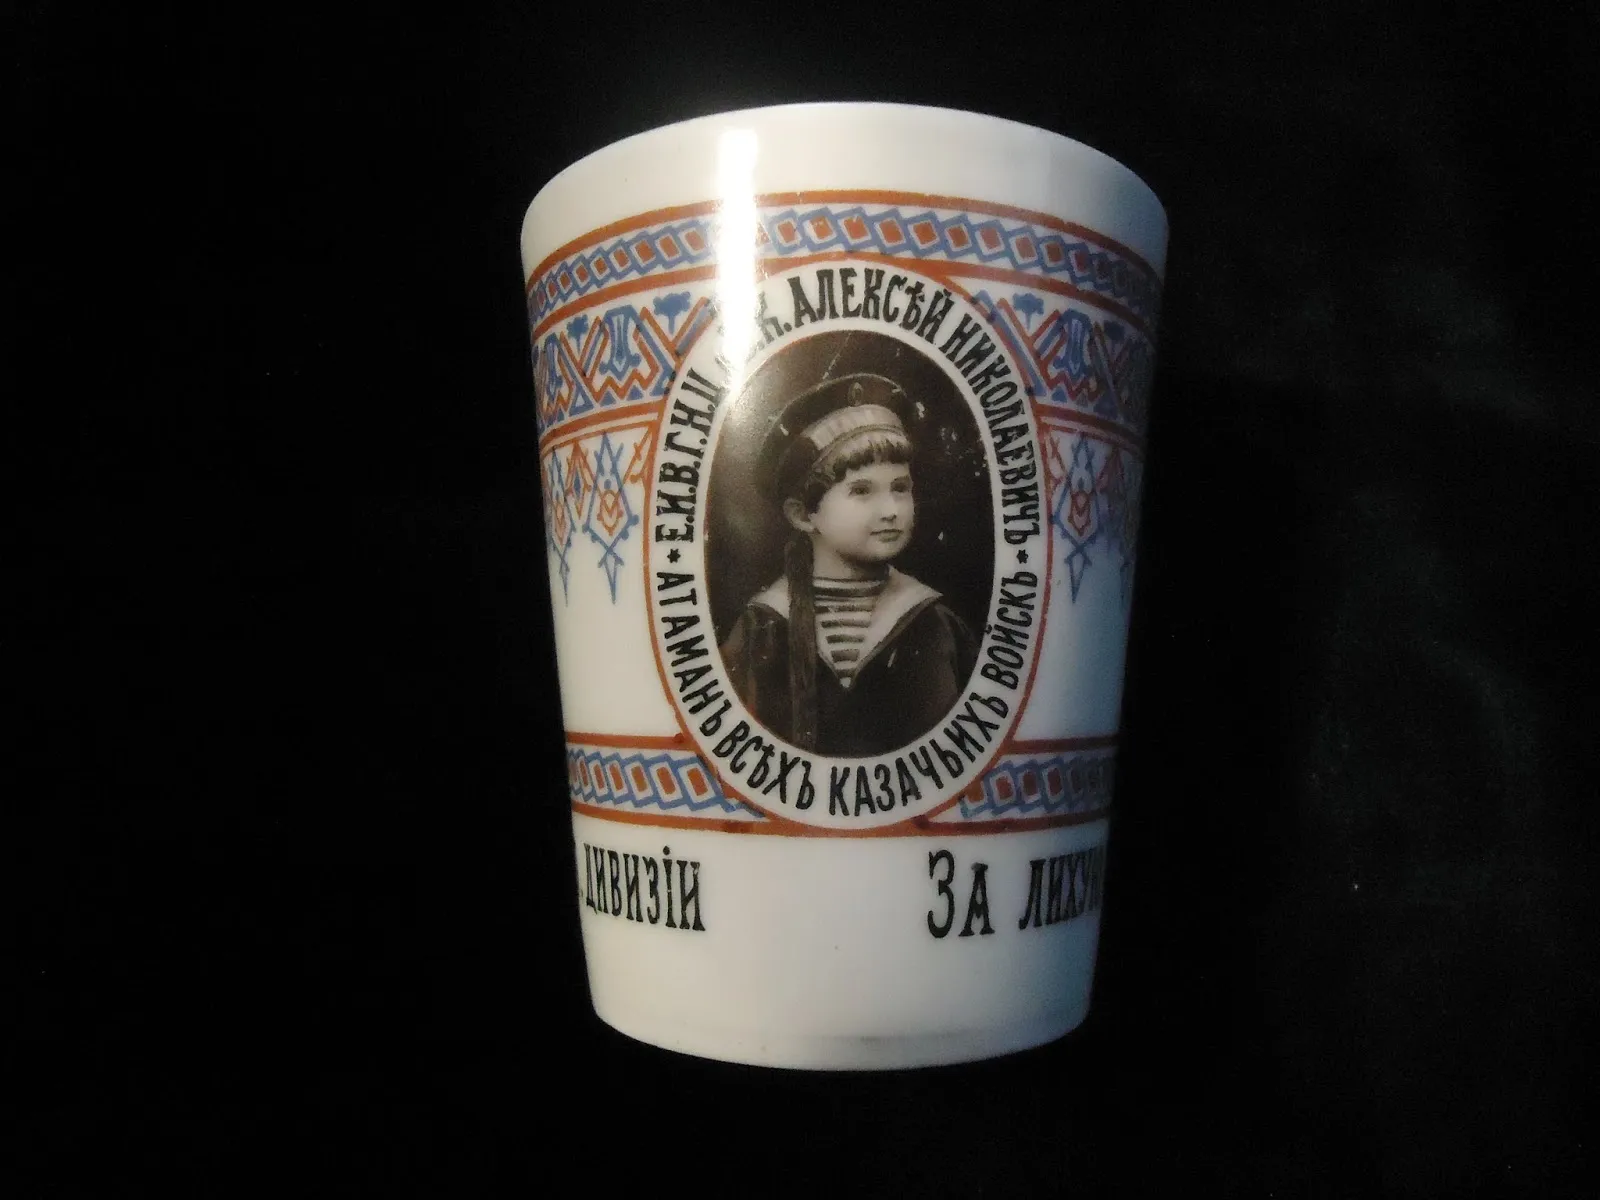 Е.И.В.Г.Н.Ц. В.К. АЛЕКСѢЙ НИКОЛАЕВИЧЪ
АТАМАНЪ ВСѢХЪ КАЗАЧЬИХЪ ВОЙСКЪ
ДИВИЗІИ
ЗА